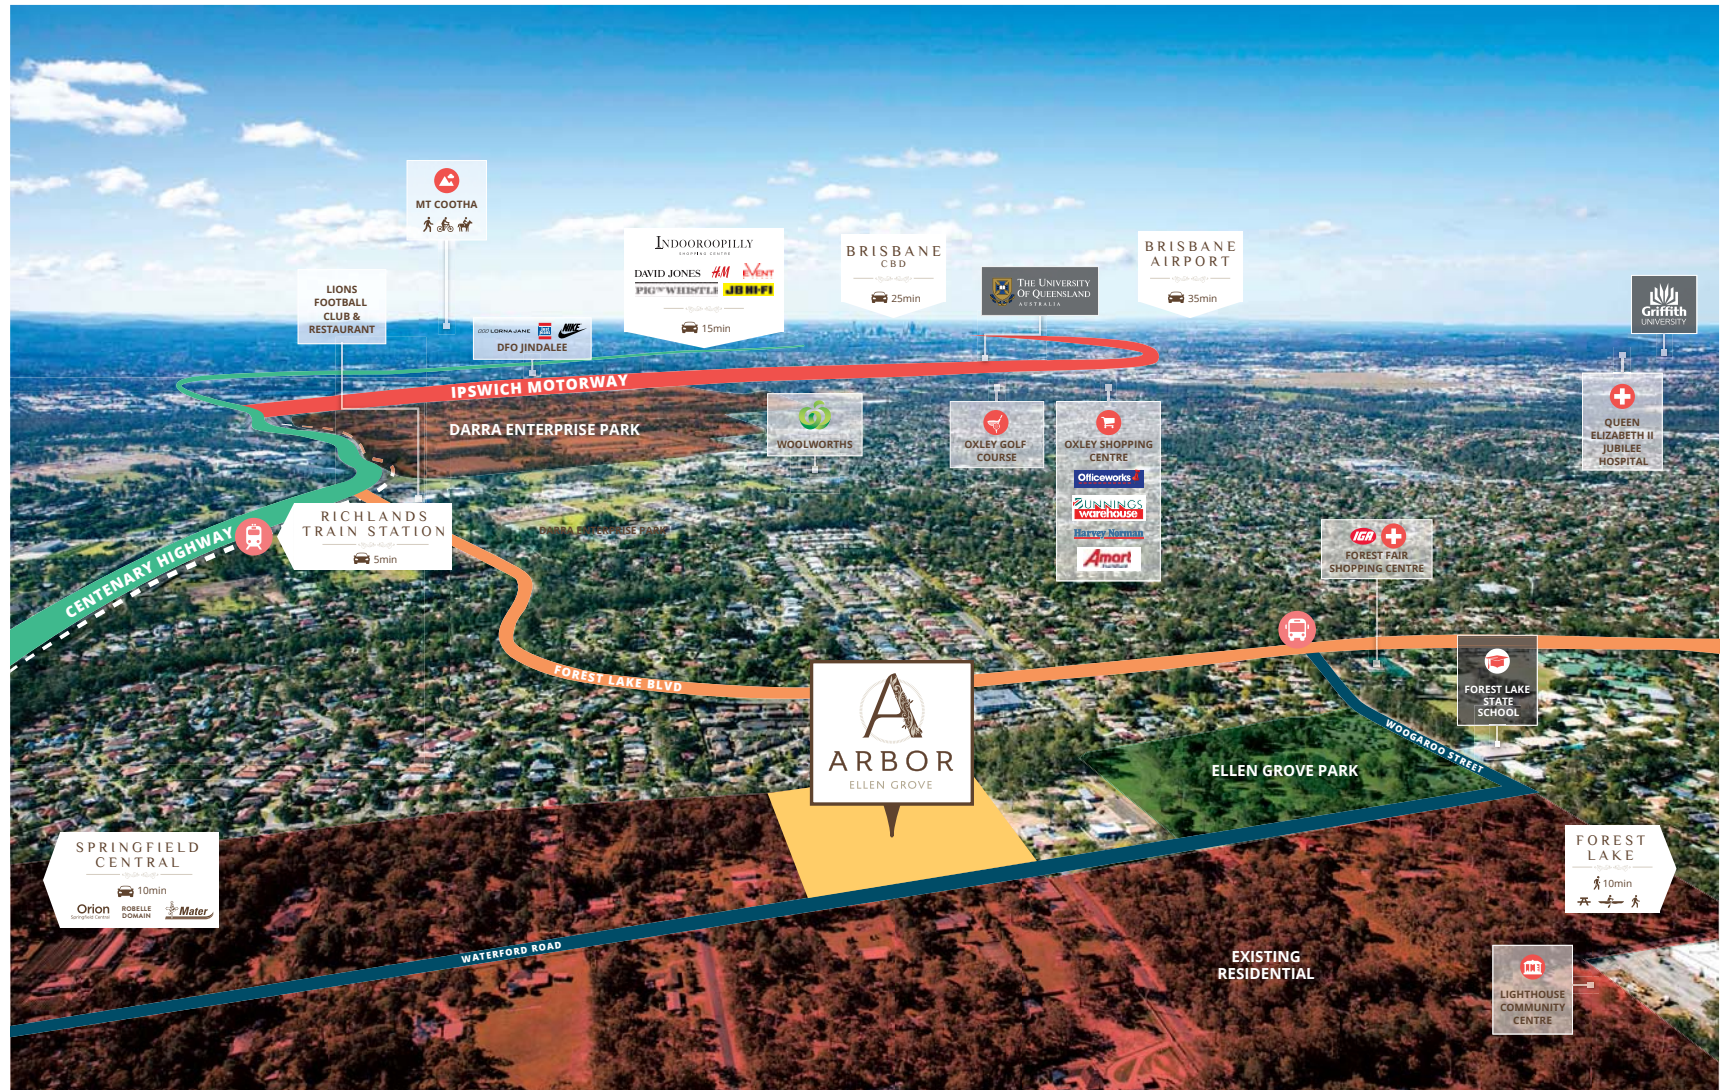 MT COOTHA
INDOOROOPILLY
SHOPPING CENTRE
DAVID JONES H&M EVENT
PIG 'N' WHISTLE JB HI-FI
15min
BRISBANE
CBD
25min
THE UNIVERSITY
OF QUEENSLAND
AUSTRALIA
BRISBANE
AIRPORT
35min
Griffith
UNIVERSITY
LIONS
FOOTBALL
CLUB &
RESTAURANT
LORNA JANE NIKE
DFO JINDALEE
IPSWICH MOTORWAY
DARRA ENTERPRISE PARK
WOOLWORTHS
OXLEY GOLF
COURSE
OXLEY SHOPPING
CENTRE
Officeworks
BUNNINGS
warehouse
Harvey Norman
Amart
Furniture
QUEEN
ELIZABETH II
JUBILEE
HOSPITAL
RICHLANDS
TRAIN STATION
5min
CENTENARY HIGHWAY
DARRA ENTERPRISE PARK
IGA
FOREST FAIR
SHOPPING CENTRE
FOREST LAKE BLVD
FOREST LAKE
STATE
SCHOOL
WOOGAROO STREET
A
ARBOR
ELLEN GROVE
ELLEN GROVE PARK
SPRINGFIELD
CENTRAL
10min
Orion
Springfield Central
ROBELLE
DOMAIN
Mater
FOREST
LAKE
10min
WATERFORD ROAD
EXISTING
RESIDENTIAL
LIGHTHOUSE
COMMUNITY
CENTRE